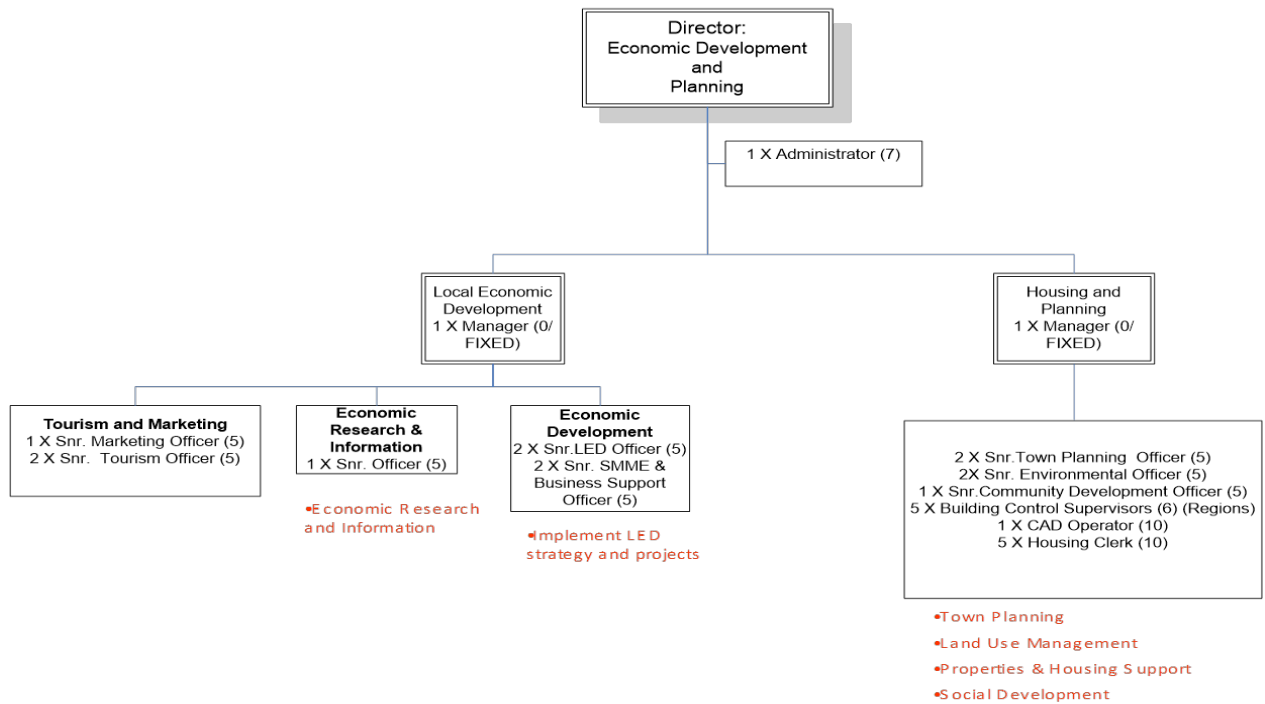 Director:
Economic Development
and
Planning
1 X Administrator (7)
Local Economic
Development
1 X Manager (0/
FIXED)
Housing and
Planning
1 X Manager (0/
FIXED)
Tourism and Marketing
1 X Snr. Marketing Officer (5)
2 X Snr. Tourism Officer (5)
Economic
Research &
Information
1 X Snr. Officer (5)
•Economic Research
and Information
Economic
Development
2 X Snr.LED Officer (5)
2 X Snr. SMME &
Business Support
Officer (5)
•Implement LED
strategy and projects
2 X Snr.Town Planning Officer (5)
2X Snr. Environmental Officer (5)
1 X Snr.Community Development Officer (5)
5 X Building Control Supervisors (6) (Regions)
1 X CAD Operator (10)
5 X Housing Clerk (10)
•Town Planning
•Land Use Management
•Properties & Housing Support
•Social Development